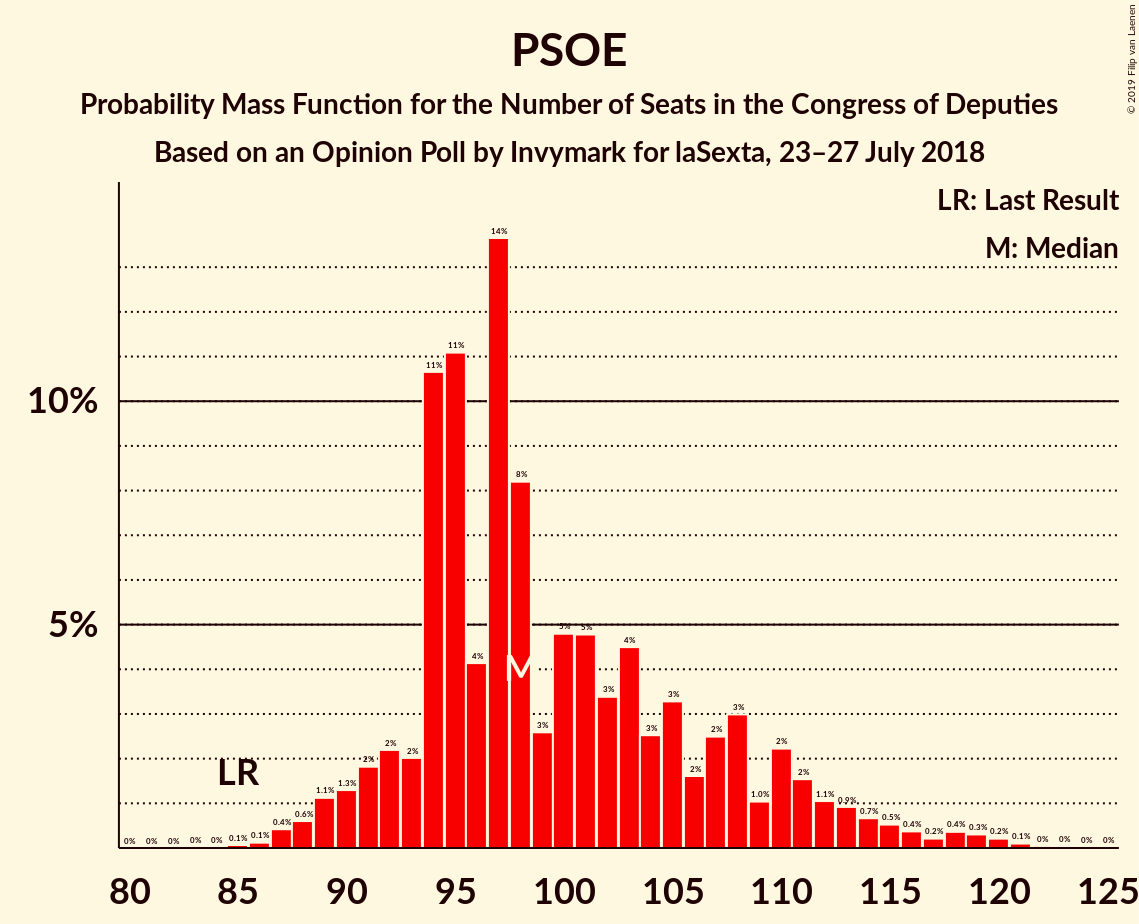 PSOE
Probability Mass Function for the Number of Seats in the Congress of Deputies
Based on an Opinion Poll by Invymark for laSexta, 23–27 July 2018
© 2019 Filip van Laenen
LR: Last Result
M: Median
10%
5%
0% 0% 0% 0% 0% 0.1% 0.1% 0.4% 0.6% 1.1% 1.3% 2% 2% 2% 11% 11% 4% 14% 8% 3% 5% 5% 3% 4% 3% 3% 2% 2% 3% 1.0% 2% 2% 1.1% 0.9% 0.7% 0.5% 0.4% 0.2% 0.4% 0.3% 0.2% 0.1% 0% 0% 0% 0%
LR
M
80 85 90 95 100 105 110 115 120 125